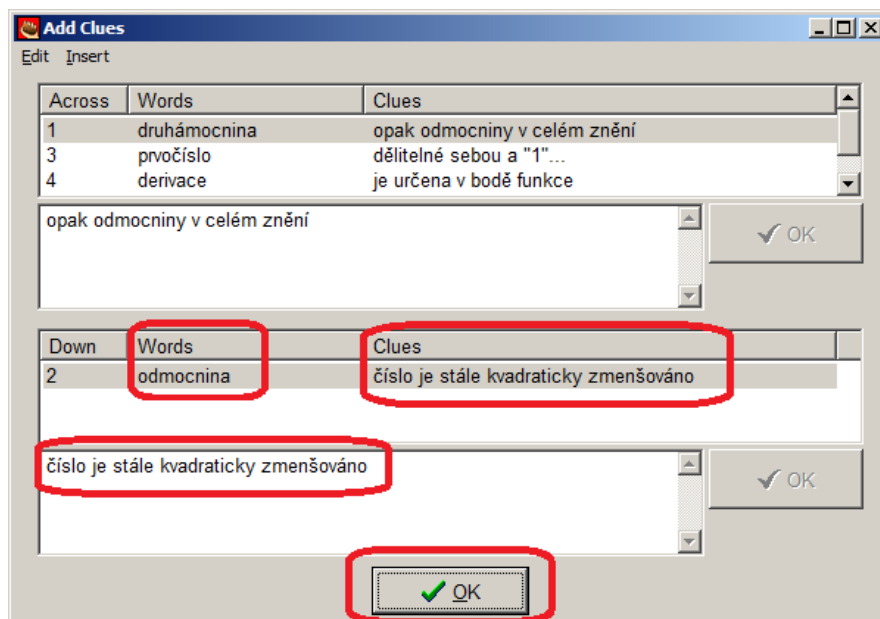 Add Clues
Edit Insert
Across Words Clues
1 druhámocnina opak odmocniny v celém znění
3 prvočíslo dělitelné sebou a "1"...
4 derivace je určena v bodě funkce
opak odmocniny v celém znění
OK
Down Words Clues
2 odmocnina číslo je stále kvadraticky zmenšováno
číslo je stále kvadraticky zmenšováno
OK
OK